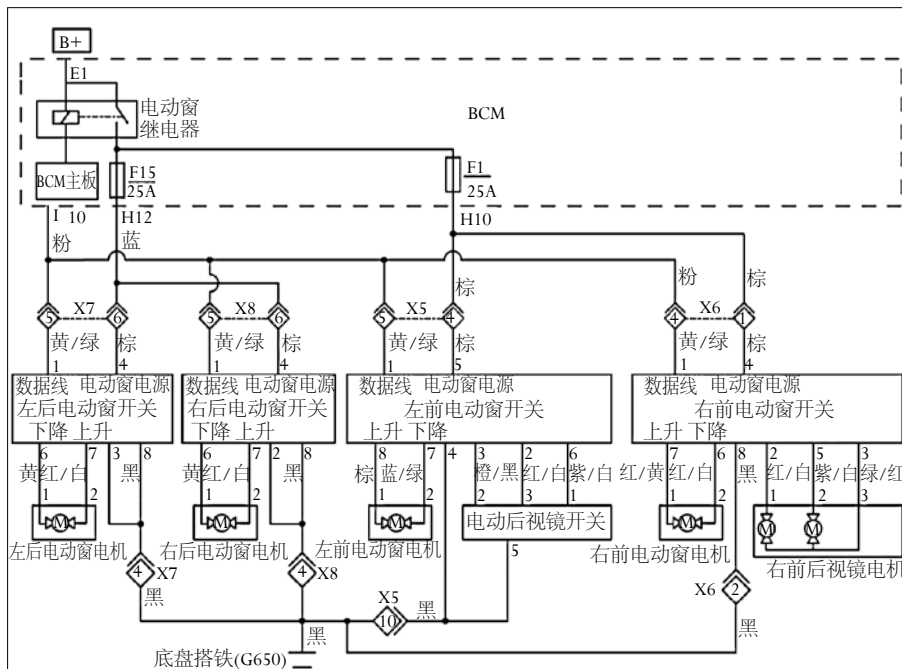 B+
E1
电动窗
继电器
BCM
BCM主板
F15
25A
F1
25A
I 10
H12
H10
粉
蓝
棕
粉
棕
5 X7 6
5 X8 6
5 X5 4
4 X6 1
黄/绿 棕
黄/绿 棕
黄/绿 棕
黄/绿 棕
1 4
1 4
1 5
1 4
数据线 电动窗电源
左后电动窗开关
下降 上升
数据线 电动窗电源
右后电动窗开关
下降 上升
数据线 电动窗电源
左前电动窗开关
上升 下降
数据线 电动窗电源
右前电动窗开关
上升 下降
6 7 3 8
6 7 2 8
8 7 4 3 2 6
7 6 8 2 5 3
黄 红/白 黑
黄 红/白 黑
棕 蓝/绿
橙/黑 红/白 紫/白
红/黄 红/白 黑
红/白 紫/白 绿/红
1 2
1 2
1 2
2 3 1
1 2
1 2 3
M
M
M
M
M
M
电动后视镜开关
5
左后电动窗电机
右后电动窗电机
左前电动窗电机
右前电动窗电机
右前后视镜电机
4 X7
4 X8
X5
10
X6 2
黑
黑
黑
黑
底盘搭铁(G650)